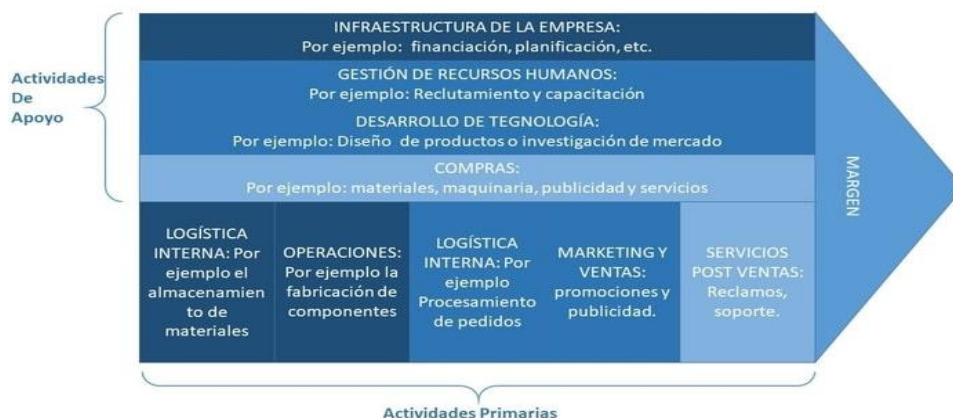 INFRAESTRUCTURA DE LA EMPRESA:
Por ejemplo: financiación, planificación, etc.
GESTIÓN DE RECURSOS HUMANOS:
Por ejemplo: Reclutamiento y capacitación
DESARROLLO DE TEGNOLOGÍA:
Por ejemplo: Diseño de productos o investigación de mercado
COMPRAS:
Por ejemplo: materiales, maquinaria, publicidad y servicios
Actividades
De
Apoyo
MARGEN
LOGÍSTICA
INTERNA: Por
ejemplo el
almacenamien
to de
materiales
OPERACIONES:
Por ejemplo la
fabricación de
componentes
LOGÍSTICA
INTERNA: Por
ejemplo
Procesamiento
de pedidos
MARKETING Y
VENTAS:
promociones y
publicidad.
SERVICIOS
POST VENTAS:
Reclamos,
soporte.
Actividades Primarias